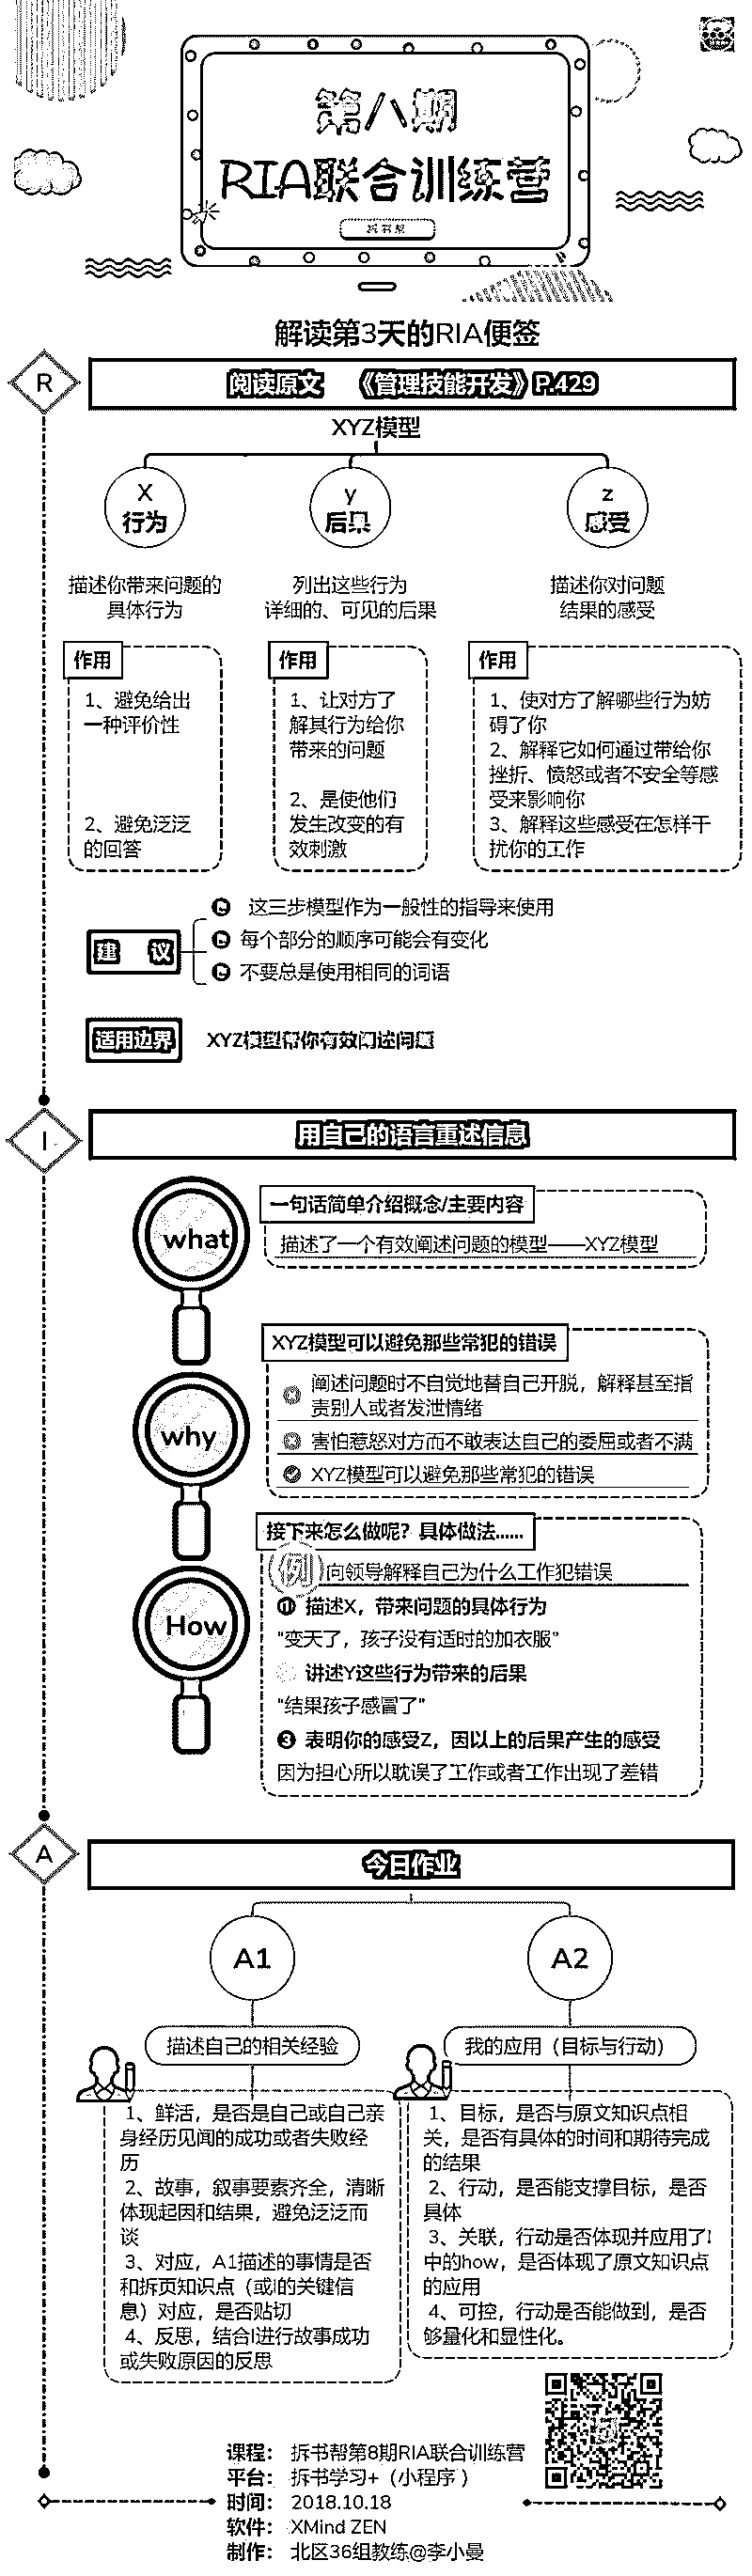 第八期
RIA联合训练营
拆书帮
解读第3天的RIA便签
R
阅读原文 《管理技能开发》P.429
XYZ模型
X
行为
y
后果
z
感受
描述你带来问题的
具体行为
列出这些行为
详细的、可见的后果
描述你对问题
结果的感受
作用
1、避免给出
一种评价性
2、避免泛泛
的回答
作用
1、让对方了
解其行为给你
带来的问题
2、是使他们
发生改变的有
效刺激
作用
1、使对方了解哪些行为妨
碍了你
2、解释它如何通过带给你
挫折、愤怒或者不安全等感
受来影响你
3、解释这些感受在怎样干
扰你的工作
建 议
这三步模型作为一般性的指导来使用
每个部分的顺序可能会有变化
不要总是使用相同的词语
适用边界
XYZ模型帮你有效阐述问题
I
用自己的语言重述信息
what
一句话简单介绍概念/主要内容
描述了一个有效阐述问题的模型——XYZ模型
why
XYZ模型可以避免那些常犯的错误
阐述问题时不自觉地替自己开脱，解释甚至指
责别人或者发泄情绪
害怕惹怒对方而不敢表达自己的委屈或者不满
XYZ模型可以避免那些常犯的错误
How
接下来怎么做呢？具体做法......
例 向领导解释自己为什么工作犯错误
1 描述X，带来问题的具体行为
"变天了，孩子没有适时的加衣服"
讲述Y这些行为带来的后果
"结果孩子感冒了"
3 表明你的感受Z，因以上的后果产生的感受
因为担心所以耽误了工作或者工作出现了差错
A
今日作业
A1
描述自己的相关经验
1、鲜活，是否是自己或自己亲
身经历见闻的成功或者失败经
历
2、故事，叙事要素齐全，清晰
体现起因和结果，避免泛泛而
谈
3、对应，A1描述的事情是否
和拆页知识点（或I的关键信
息）对应，是否贴切
4、反思，结合I进行故事成功
或失败原因的反思
A2
我的应用（目标与行动）
1、目标，是否与原文知识点相
关，是否有具体的时间和期待完成
的结果
2、行动，是否能支撑目标，是否
具体
3、关联，行动是否体现并应用了I
中的how，是否体现了原文知识点
的应用
4、可控，行动是否能做到，是否
够量化和显性化。
课程： 拆书帮第8期RIA联合训练营
平台： 拆书学习+（小程序）
时间： 2018.10.18
软件： XMind ZEN
制作： 北区36组教练@李小曼